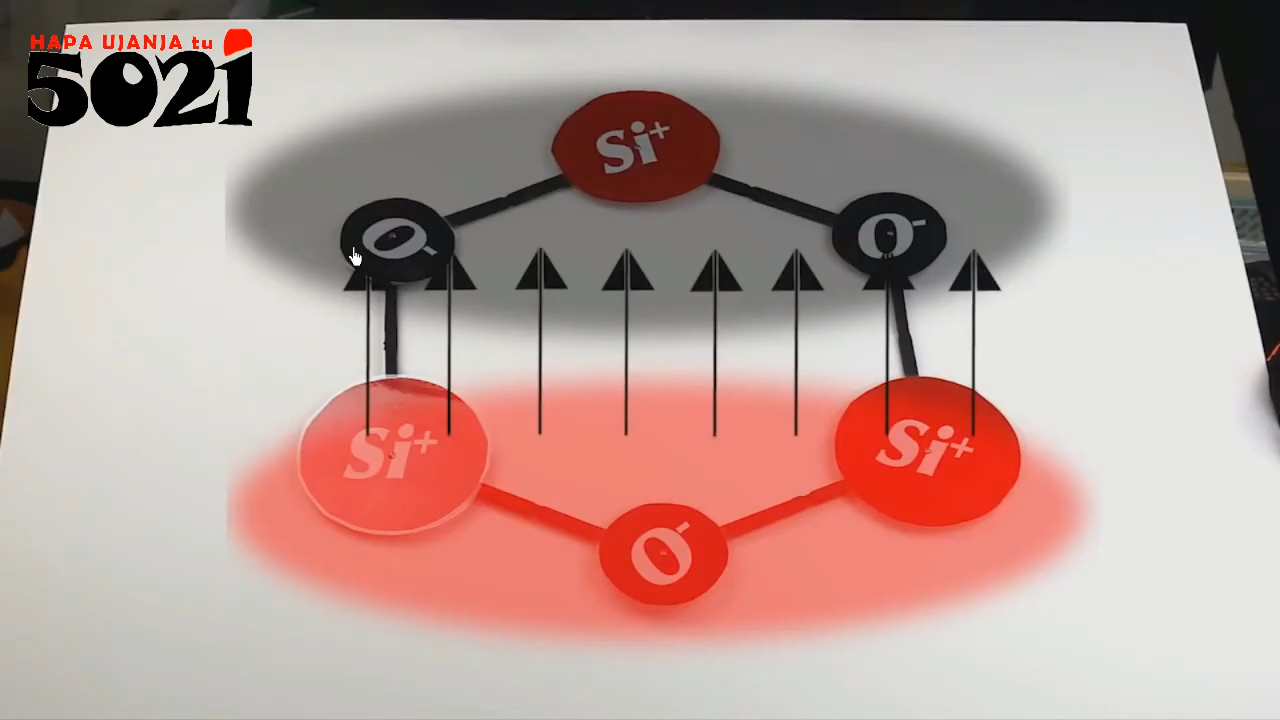 HAPA UJANJA tu
5021
Si+
O-
O-
Si+
Si+
O-